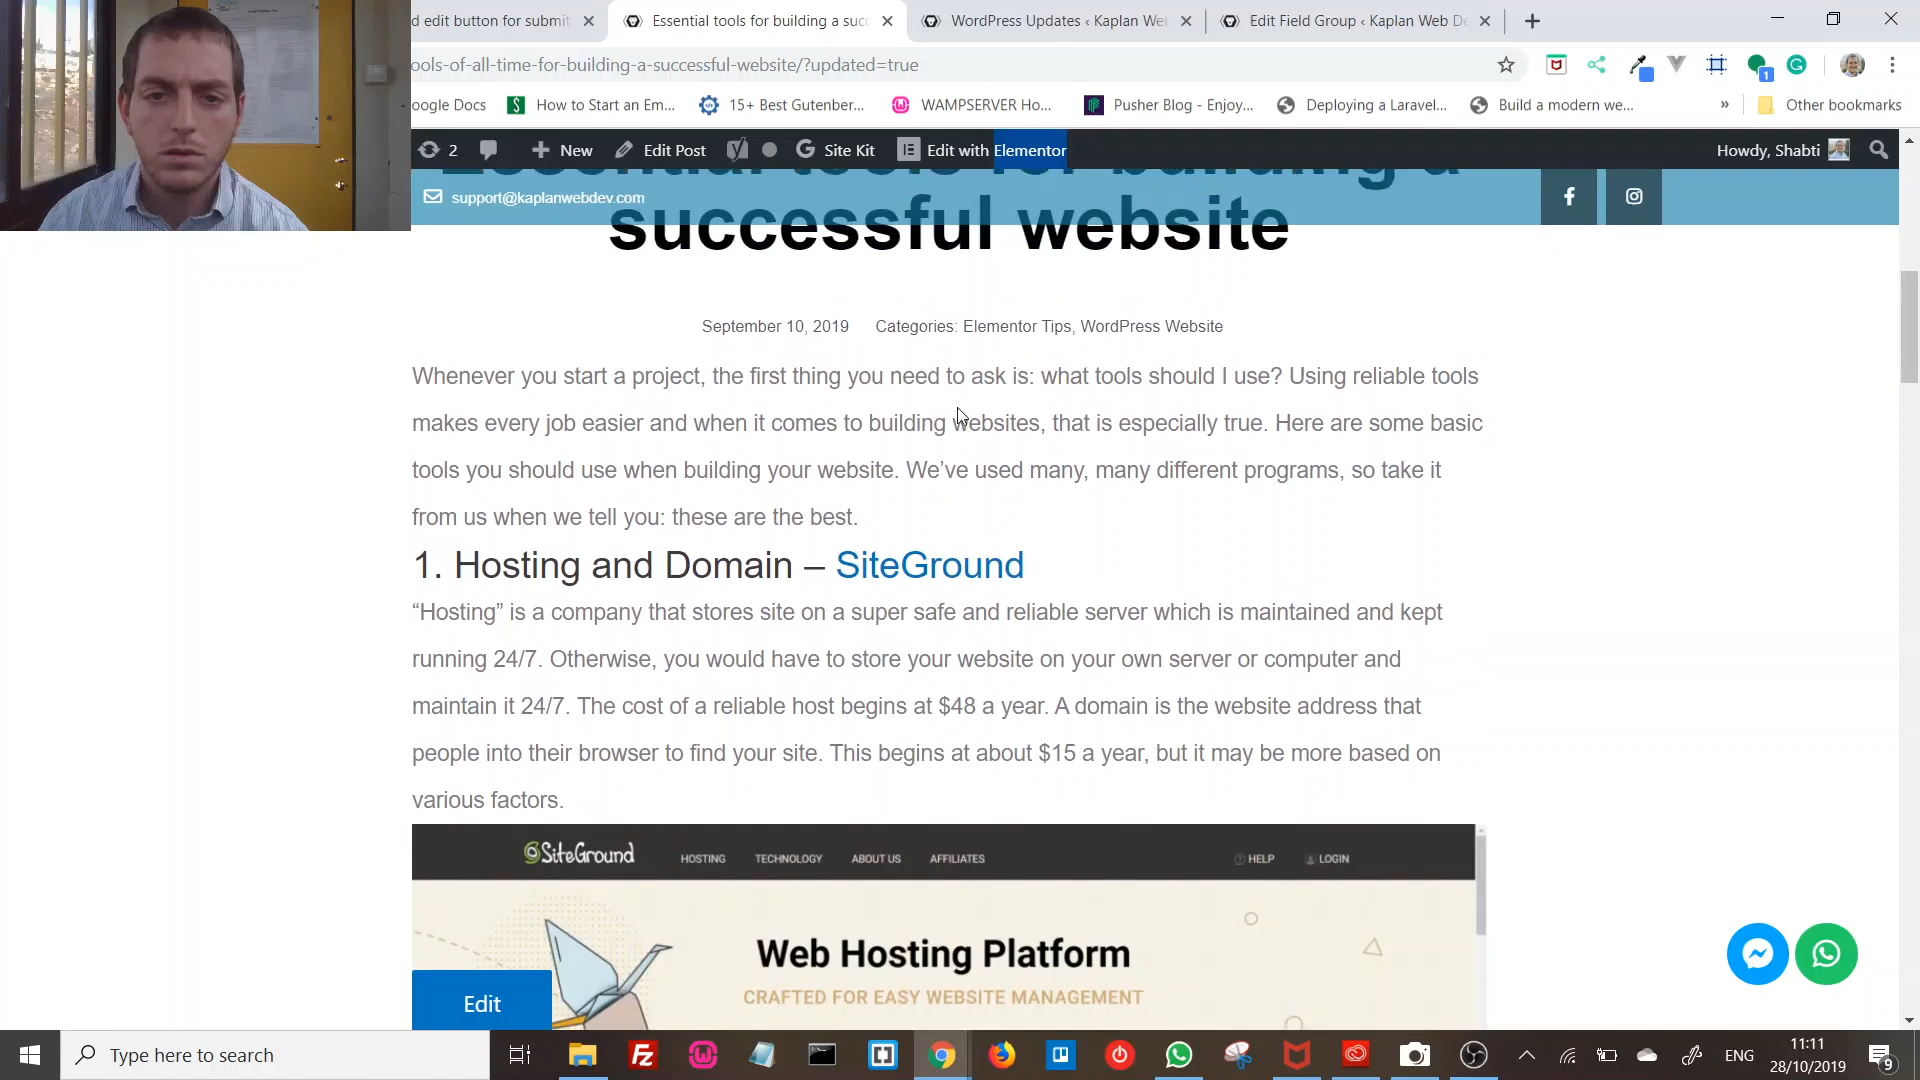 d edit button for submit
Essential tools for building a succ
WordPress Updates ‹ Kaplan Wel
Edit Field Group ‹ Kaplan Web De
ools-of-all-time-for-building-a-successful-website/?updated=true
oogle Docs
How to Start an Em...
15+ Best Gutenber...
WAMPSERVER Ho...
Pusher Blog - Enjoy...
Deploying a Laravel...
Build a modern we...
»
Other bookmarks
2
New
Edit Post
Site Kit
Edit with Elementor
Howdy, Shabti
support@kaplanwebdev.com
Essential tools for building a
successful website
September 10, 2019
Categories: Elementor Tips, WordPress Website
Whenever you start a project, the first thing you need to ask is: what tools should I use? Using reliable tools
makes every job easier and when it comes to building websites, that is especially true. Here are some basic
tools you should use when building your website. We’ve used many, many different programs, so take it
from us when we tell you: these are the best.
1. Hosting and Domain – SiteGround
“Hosting” is a company that stores site on a super safe and reliable server which is maintained and kept
running 24/7. Otherwise, you would have to store your website on your own server or computer and
maintain it 24/7. The cost of a reliable host begins at $48 a year. A domain is the website address that
people into their browser to find your site. This begins at about $15 a year, but it may be more based on
various factors.
SiteGround
HOSTING
TECHNOLOGY
ABOUT US
AFFILIATES
HELP
LOGIN
Web Hosting Platform
CRAFTED FOR EASY WEBSITE MANAGEMENT
Edit
Type here to search
ENG
11:11
28/10/2019
9